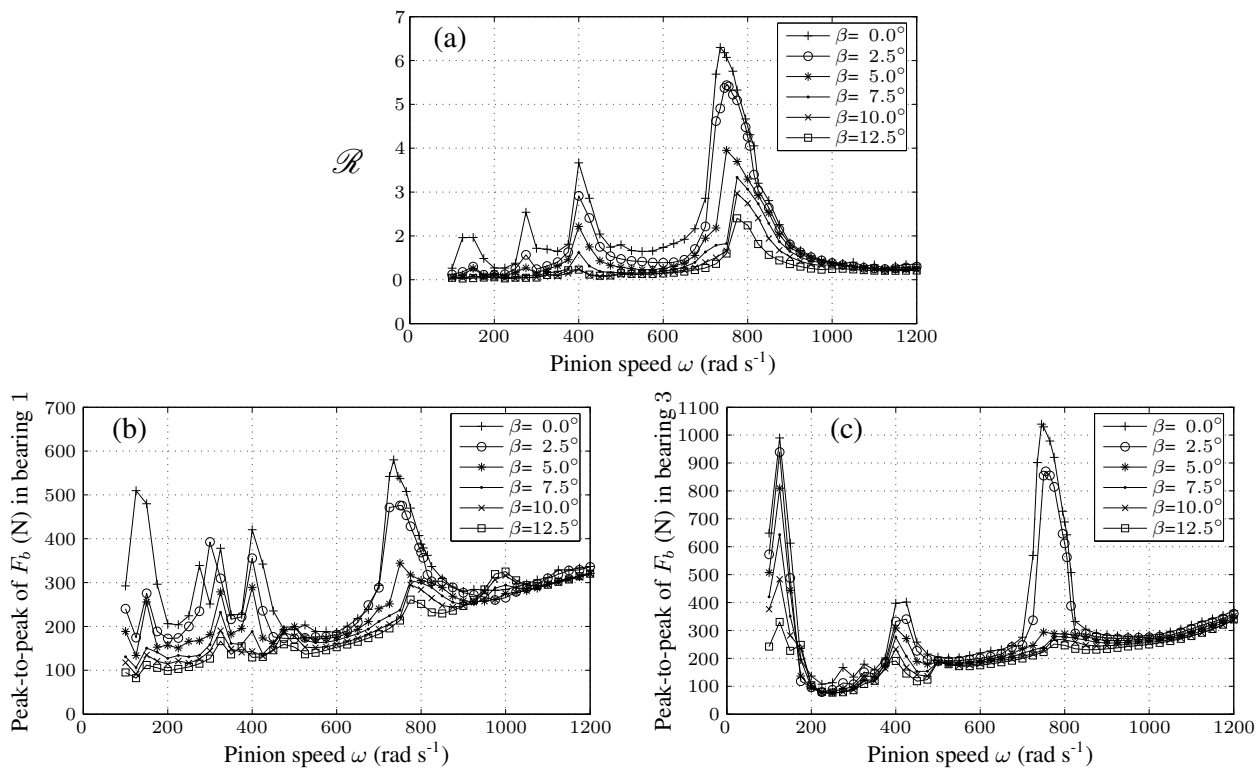 (a)
7
6
5
4
3
2
0
0
ℛ
β= 0.0°
β= 2.5°
β= 5.0°
β= 7.5°
β=10.0°
β=12.5°
0 200 400 600 800 1000 1200
Pinion speed ω (rad s-1)
(b)
700
600
500
400
300
200
100
0
Peak-to-peak of Fb (N) in bearing 1
β= 0.0°
β= 2.5°
β= 5.0°
β= 7.5°
β=10.0°
β=12.5°
0 200 400 600 800 1000 1200
Pinion speed ω (rad s-1)
(c)
1100
1000
900
800
700
600
500
400
300
200
100
0
Peak-to-peak of Fb (N) in bearing 3
β= 0.0°
β= 2.5°
β= 5.0°
β= 7.5°
β=10.0°
β=12.5°
0 200 400 600 800 1000 1200
Pinion speed ω (rad s-1)